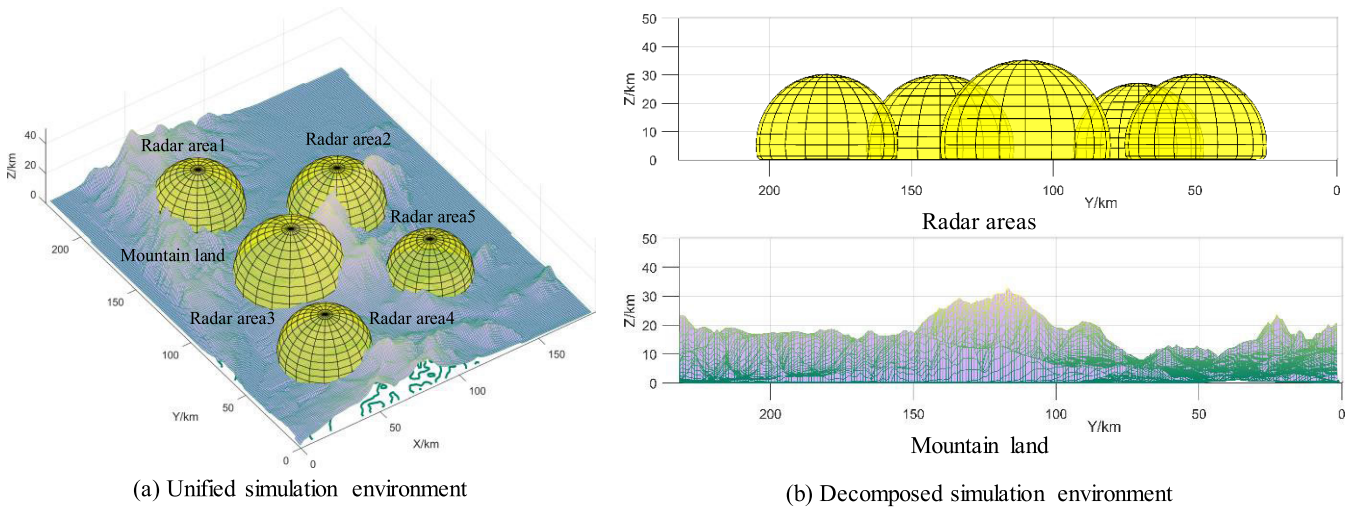 40
20
0
Z/km
Radar area1
Radar area2
Radar area5
Mountain land
Radar area3
Radar area4
200
150
100
50
0
Y/km
0
50
100
150
X/km
(a) Unified simulation environment
50
40
30
20
10
0
Z/km
200
150
100
50
0
Y/km
Radar areas
50
40
30
20
10
0
Z/km
200
150
100
50
0
Y/km
Mountain land
(b) Decomposed simulation environment